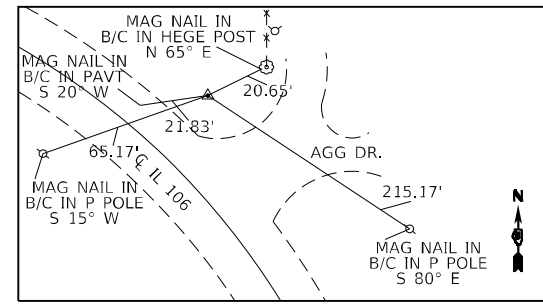 MAG NAIL IN
B/C IN HEGE POST
N 65° E
MAG NAIL IN
B/C IN PAVT
S 20° W
20.65'
21.83'
65.17'
℄ IL 106
AGG DR.
215.17'
MAG NAIL IN
B/C IN P POLE
S 15° W
MAG NAIL IN
B/C IN P POLE
S 80° E
N